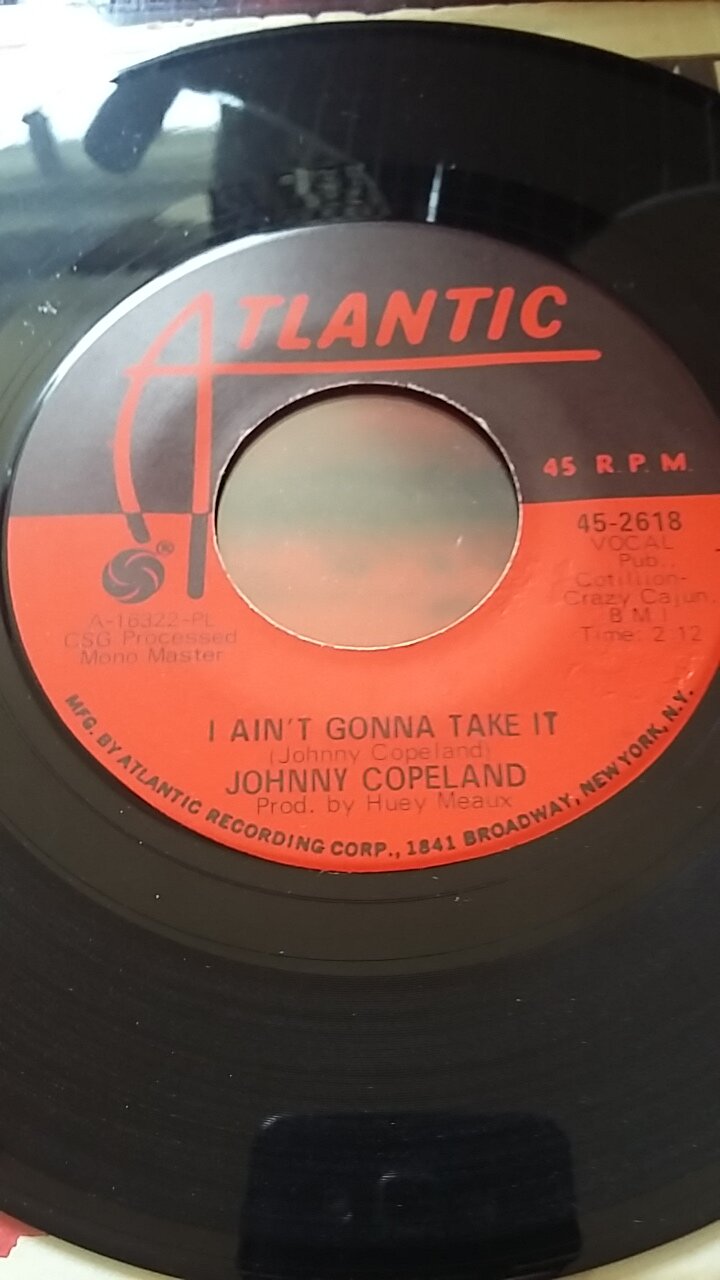 ATLANTIC
45 R.P.M.
®
45-2618
VOCAL
Pub.,
Cotillion-
Crazy Cajun,
BMI
Time: 2:12
A-16322-PL
CSG Processed
Mono Master
I AIN'T GONNA TAKE IT
(Johnny Copeland)
JOHNNY COPELAND
Prod. by Huey Meaux
MFG. BY ATLANTIC RECORDING CORP., 1841 BROADWAY, NEW YORK, N.Y.